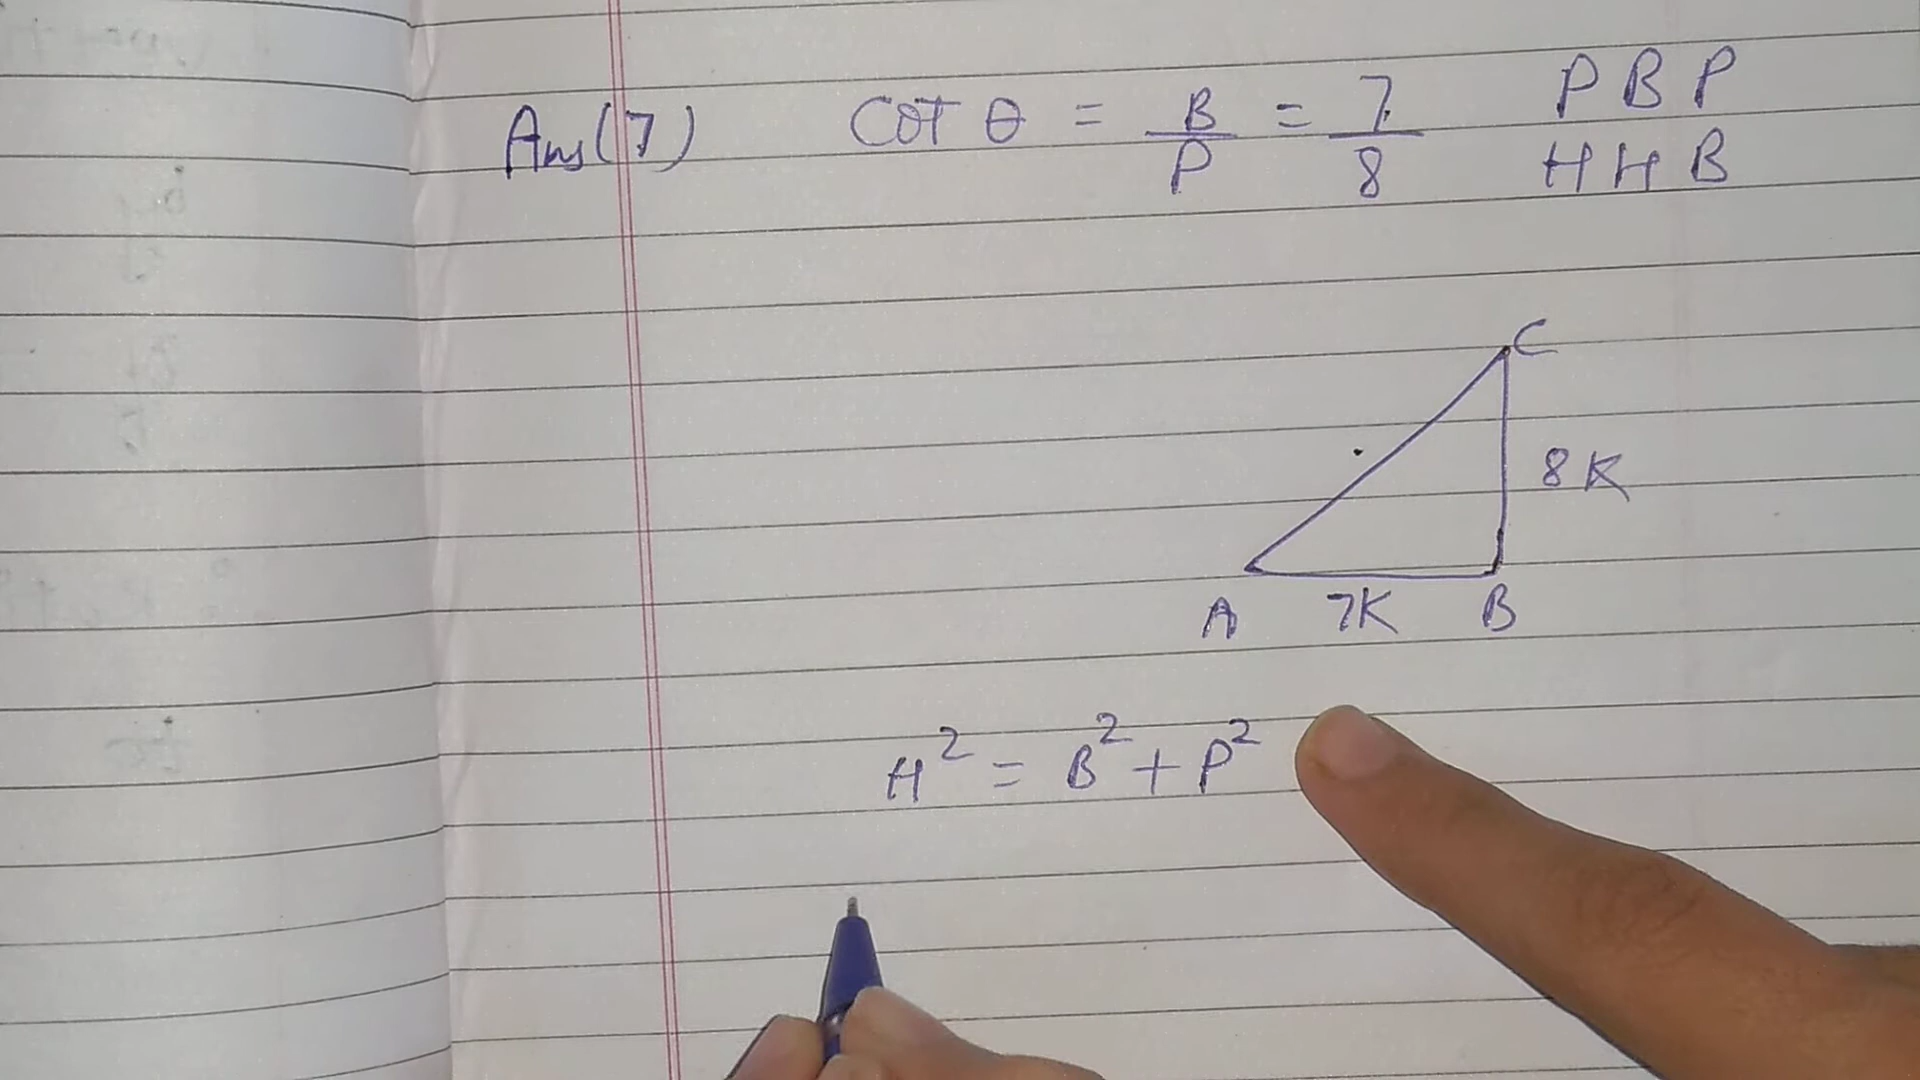 Ans(7) COT θ = B/P = 7/8 P B P
H H B
C
8K
A 7K B
H² = B² + P²